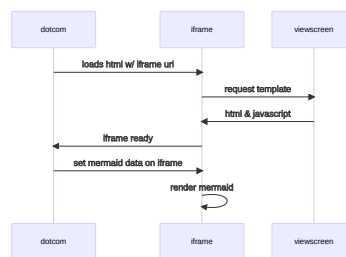 dotcom
iframe
viewscreen
loads html w/ iframe url
request template
html & javascript
iframe ready
set mermaid data on iframe
render mermaid
dotcom
iframe
viewscreen